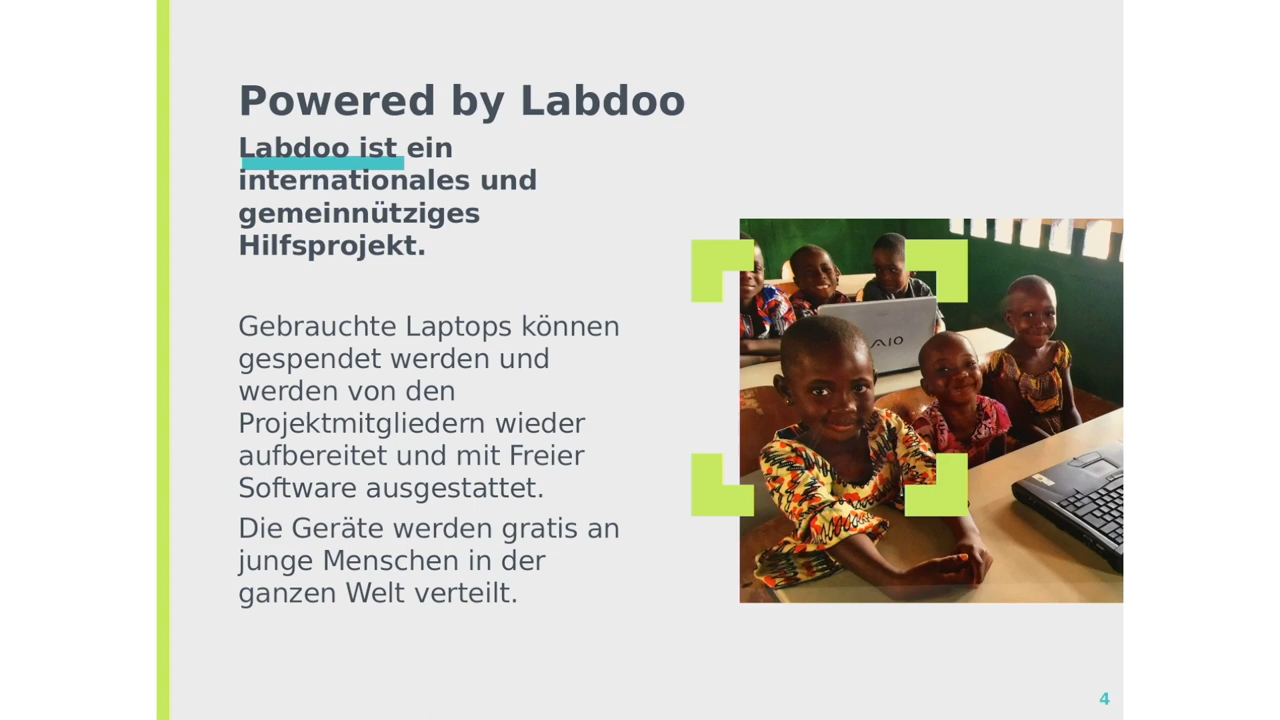 Powered by Labdoo
Labdoo ist ein
internationales und
gemeinnütziges
Hilfsprojekt.
Gebrauchte Laptops können
gespendet werden und
werden von den
Projektmitgliedern wieder
aufbereitet und mit Freier
Software ausgestattet.
Die Geräte werden gratis an
junge Menschen in der
ganzen Welt verteilt.
VAIO
4